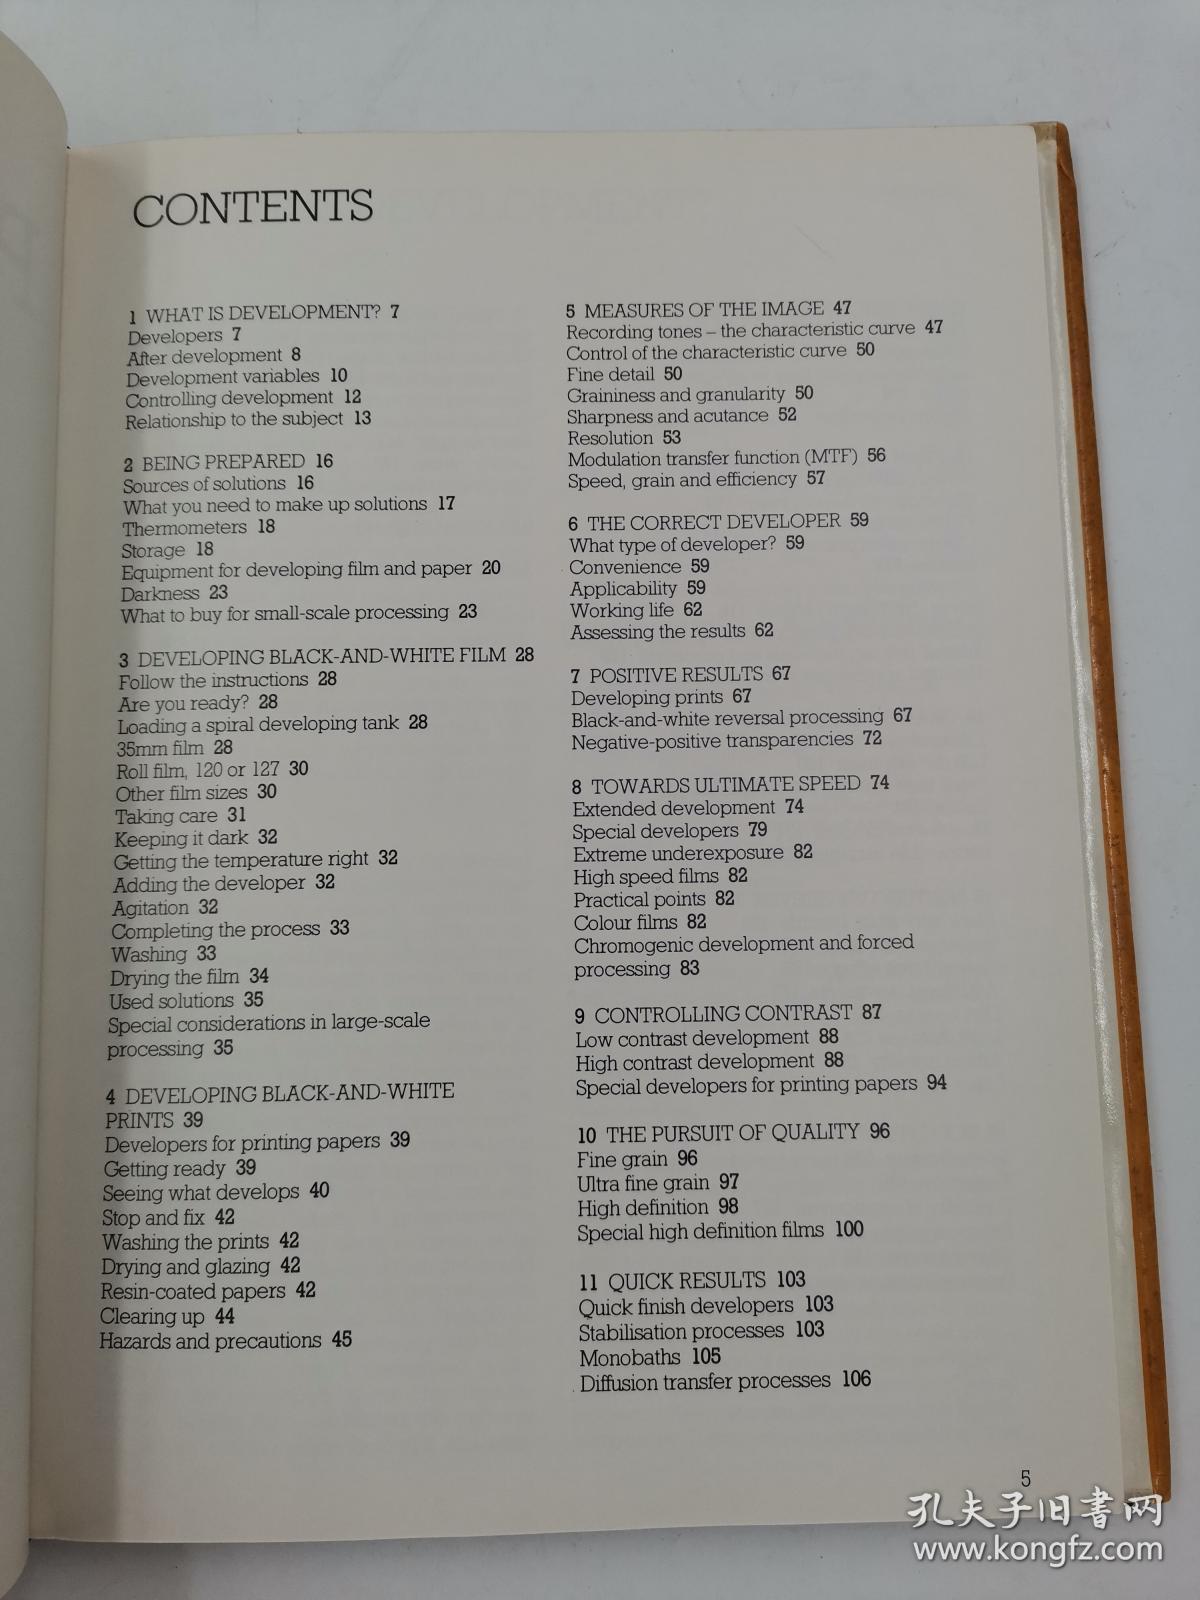 CONTENTS
1 WHAT IS DEVELOPMENT? 7
Developers 7
After development 8
Development variables 10
Controlling development 12
Relationship to the subject 13
2 BEING PREPARED 16
Sources of solutions 16
What you need to make up solutions 17
Thermometers 18
Storage 18
Equipment for developing film and paper 20
Darkness 23
What to buy for small-scale processing 23
3 DEVELOPING BLACK-AND-WHITE FILM 28
Follow the instructions 28
Are you ready? 28
Loading a spiral developing tank 28
35mm film 28
Roll film, 120 or 127 30
Other film sizes 30
Taking care 31
Keeping it dark 32
Getting the temperature right 32
Adding the developer 32
Agitation 32
Completing the process 33
Washing 33
Drying the film 34
Used solutions 35
Special considerations in large-scale
processing 35
4 DEVELOPING BLACK-AND-WHITE
PRINTS 39
Developers for printing papers 39
Getting ready 39
Seeing what develops 40
Stop and fix 42
Washing the prints 42
Drying and glazing 42
Resin-coated papers 42
Clearing up 44
Hazards and precautions 45
5 MEASURES OF THE IMAGE 47
Recording tones – the characteristic curve 47
Control of the characteristic curve 50
Fine detail 50
Graininess and granularity 50
Sharpness and acutance 52
Resolution 53
Modulation transfer function (MTF) 56
Speed, grain and efficiency 57
6 THE CORRECT DEVELOPER 59
What type of developer? 59
Convenience 59
Applicability 59
Working life 62
Assessing the results 62
7 POSITIVE RESULTS 67
Developing prints 67
Black-and-white reversal processing 67
Negative-positive transparencies 72
8 TOWARDS ULTIMATE SPEED 74
Extended development 74
Special developers 79
Extreme underexposure 82
High speed films 82
Practical points 82
Colour films 82
Chromogenic development and forced
processing 83
9 CONTROLLING CONTRAST 87
Low contrast development 88
High contrast development 88
Special developers for printing papers 94
10 THE PURSUIT OF QUALITY 96
Fine grain 96
Ultra fine grain 97
High definition 98
Special high definition films 100
11 QUICK RESULTS 103
Quick finish developers 103
Stabilisation processes 103
Monobaths 105
Diffusion transfer processes 106
5
孔夫子旧书网
www.kongfz.com